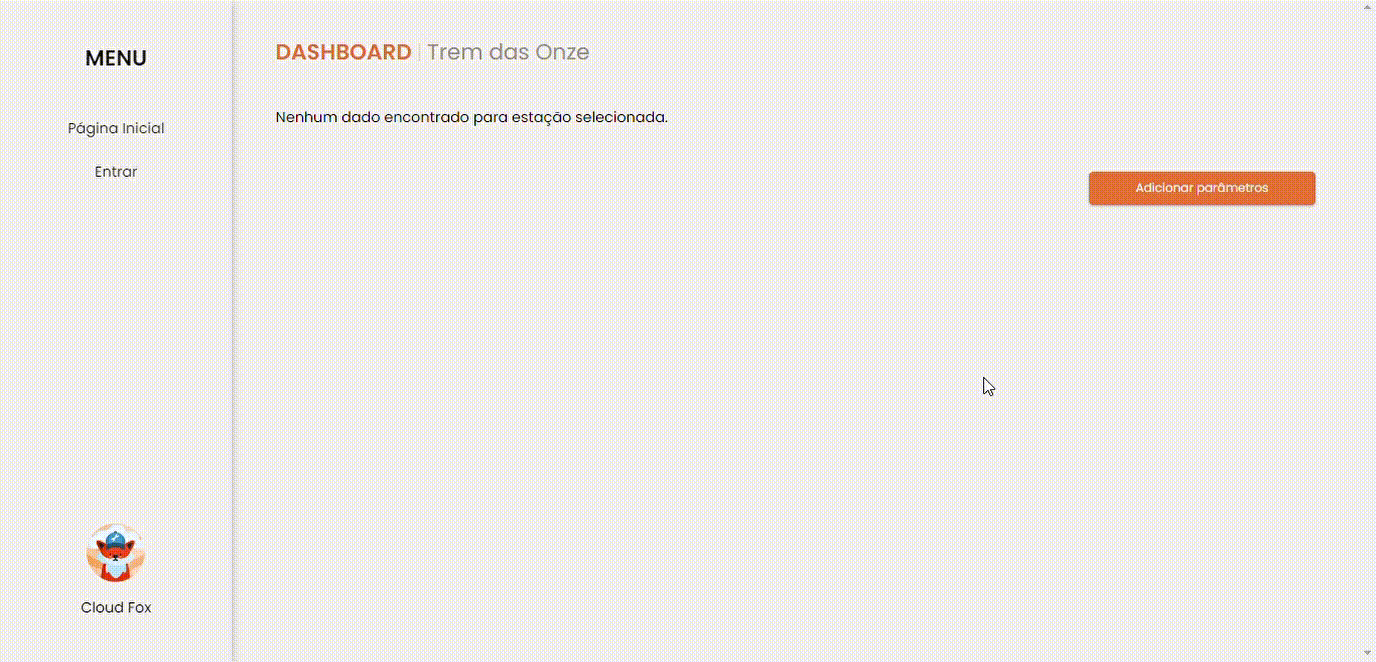 MENU
Página Inicial
Entrar
Cloud Fox
DASHBOARD | Trem das Onze
Nenhum dado encontrado para estação selecionada.
Adicionar parâmetros